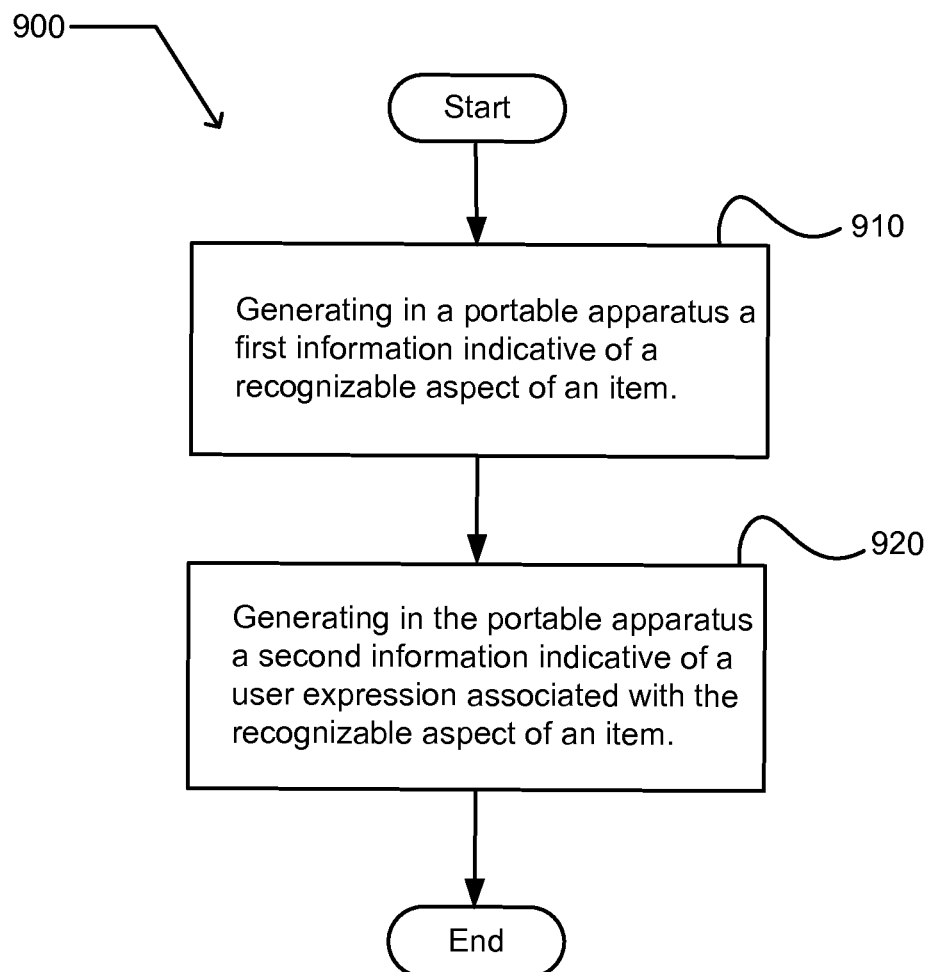 900
Start
910
Generating in a portable apparatus a
first information indicative of a
recognizable aspect of an item.
920
Generating in the portable apparatus
a second information indicative of a
user expression associated with the
recognizable aspect of an item.
End